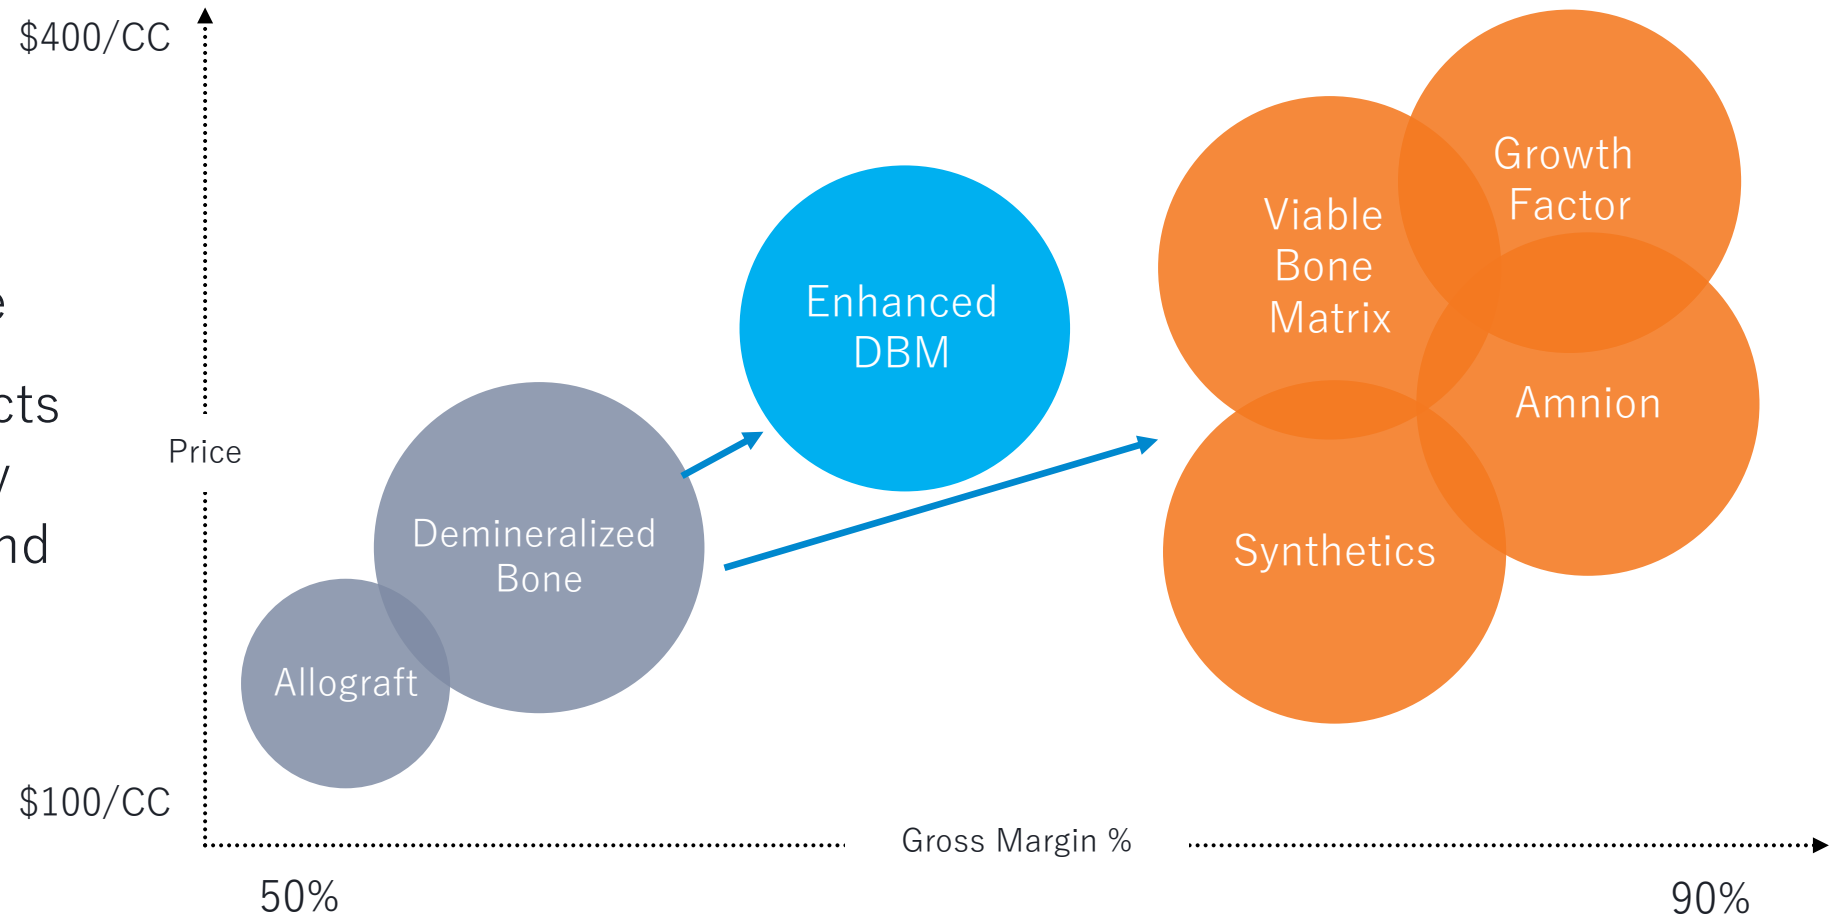 $400/CC
Growth
Factor
Viable
Bone
Matrix
Enhanced
DBM
Amnion
Price
Demineralized
Bone
Synthetics
Allograft
$100/CC
Gross Margin %
50%
90%